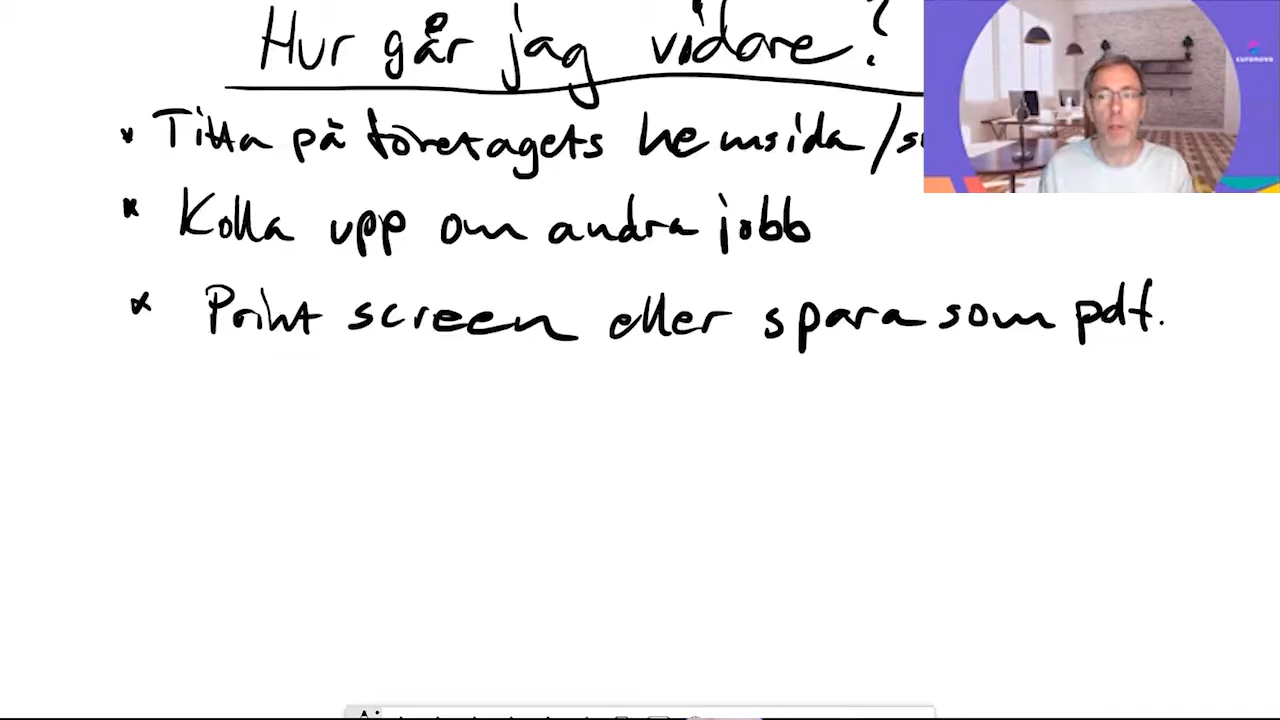 Hur går jag vidare?
* Titta på företagets hemsida /s
* Kolla upp om andra jobb
* Print screen eller spara som pdf.
euronova